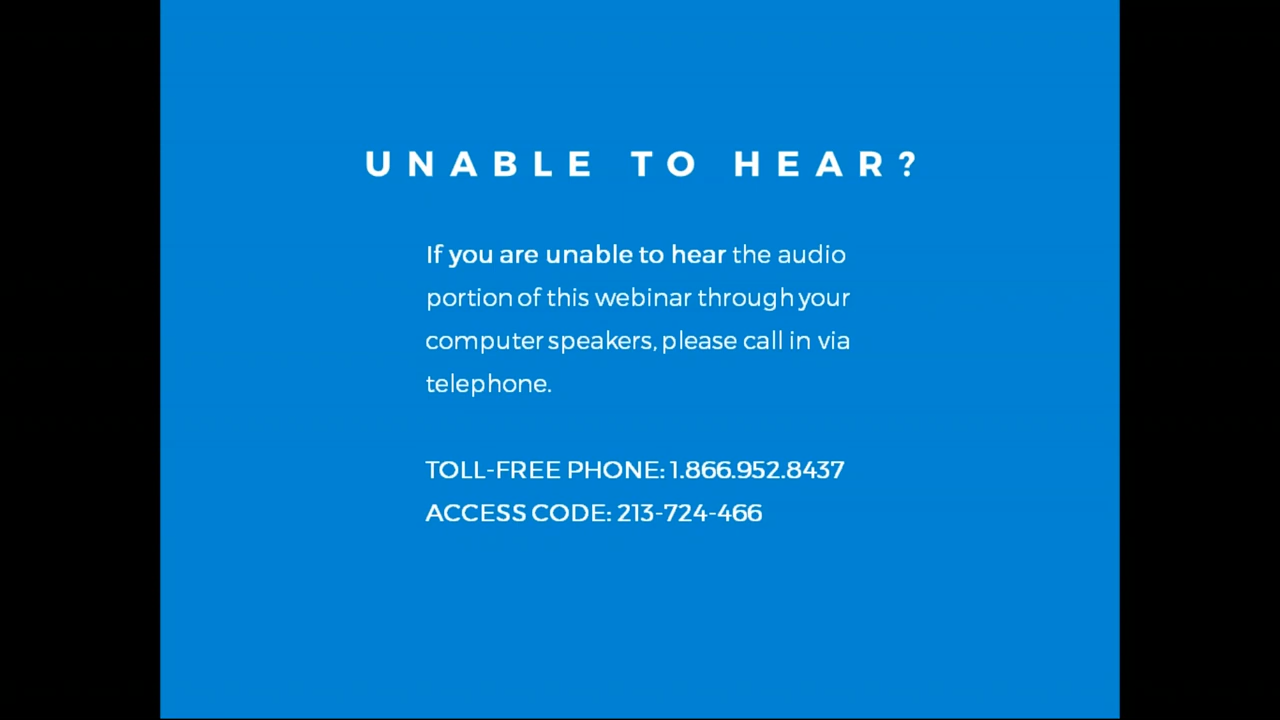 UNABLE TO HEAR?
If you are unable to hear the audio
portion of this webinar through your
computer speakers, please call in via
telephone.
TOLL-FREE PHONE: 1.866.952.8437
ACCESS CODE: 213-724-466